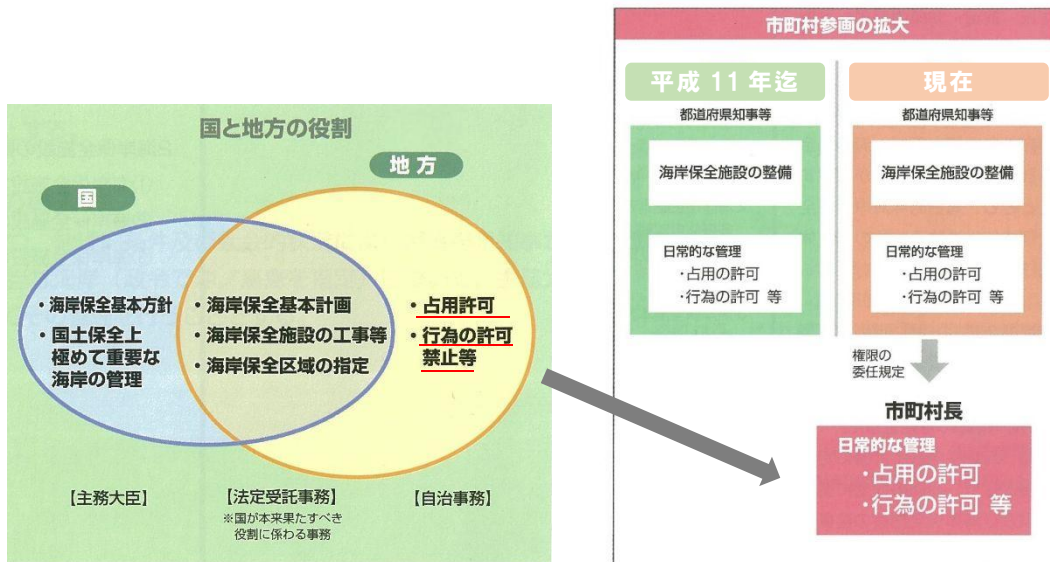 国と地方の役割
国
地方
・海岸保全基本方針
・国土保全上
極めて重要な
海岸の管理
・海岸保全基本計画
・海岸保全施設の工事等
・海岸保全区域の指定
・占用許可
・行為の許可
禁止等
【主務大臣】
【法定受託事務】
※国が本来果たすべき
役割に係わる事務
【自治事務】
市町村参画の拡大
平成 11 年迄
都道府県知事等
海岸保全施設の整備
日常的な管理
・占用の許可
・行為の許可 等
現在
都道府県知事等
海岸保全施設の整備
日常的な管理
・占用の許可
・行為の許可 等
権限の
委任規定
市町村長
日常的な管理
・占用の許可
・行為の許可 等